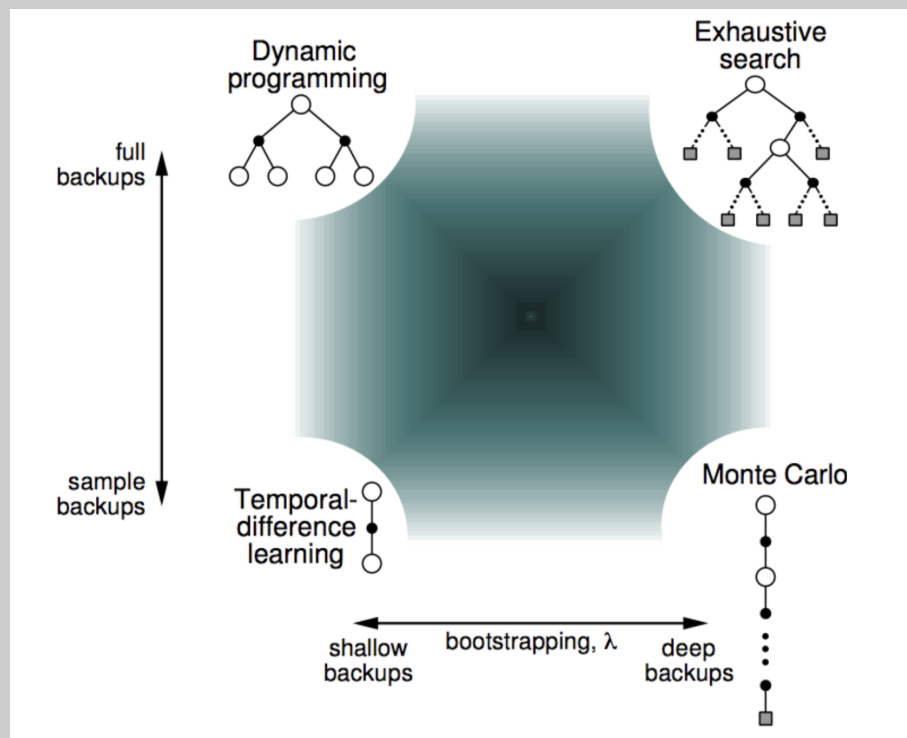 Dynamic
programming
Exhaustive
search
full
backups
sample
backups
Temporal-
difference
learning
Monte Carlo
shallow
backups
bootstrapping, λ
deep
backups